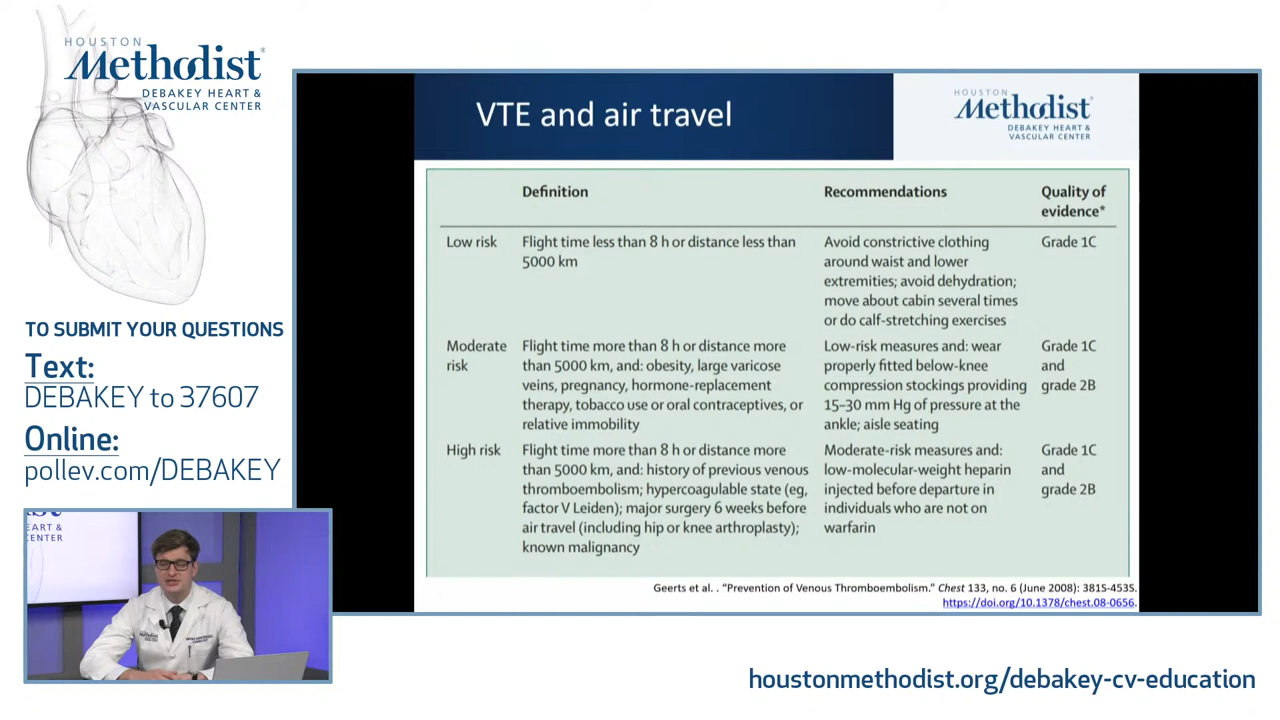 HOUSTON
Methodist®
DEBAKEY HEART &
VASCULAR CENTER
TO SUBMIT YOUR QUESTIONS
Text:
DEBAKEY to 37607
Online:
pollev.com/DEBAKEY
VTE and air travel
HOUSTON
Methodist®
DEBAKEY HEART &
VASCULAR CENTER
Definition
Recommendations
Quality of
evidence*
Low risk
Flight time less than 8 h or distance less than
5000 km
Avoid constrictive clothing
around waist and lower
extremities; avoid dehydration;
move about cabin several times
or do calf-stretching exercises
Grade 1C
Moderate
risk
Flight time more than 8 h or distance more
than 5000 km, and: obesity, large varicose
veins, pregnancy, hormone-replacement
therapy, tobacco use or oral contraceptives, or
relative immobility
Low-risk measures and: wear
properly fitted below-knee
compression stockings providing
15–30 mm Hg of pressure at the
ankle; aisle seating
Grade 1C
and
grade 2B
High risk
Flight time more than 8 h or distance more
than 5000 km, and: history of previous venous
thromboembolism; hypercoagulable state (eg,
factor V Leiden); major surgery 6 weeks before
air travel (including hip or knee arthroplasty);
known malignancy
Moderate-risk measures and:
low-molecular-weight heparin
injected before departure in
individuals who are not on
warfarin
Grade 1C
and
grade 2B
Geerts et al. . “Prevention of Venous Thromboembolism.” Chest 133, no. 6 (June 2008): 381S-453S.
https://doi.org/10.1378/chest.08-0656.
EART &
CENTER
Methodist
houstonmethodist.org/debakey-cv-education